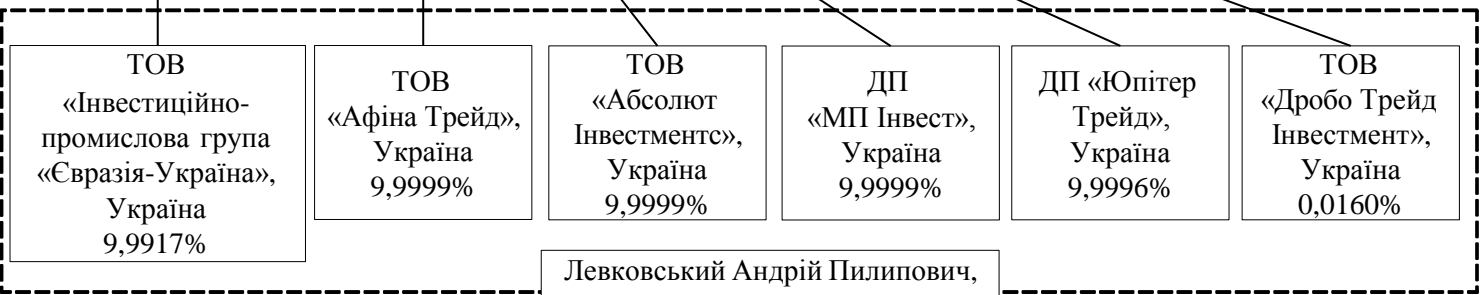 ТОВ
«Інвестиційно-
промислова група
«Євразія-Україна»,
Україна
9,9917%
ТОВ
«Афіна Трейд»,
Україна
9,9999%
ТОВ
«Абсолют
Інвестментс»,
Україна
9,9999%
ДП
«МП Інвест»,
Україна
9,9999%
ДП «Юпітер
Трейд»,
Україна
9,9996%
ТОВ
«Дробо Трейд
Інвестмент»,
Україна
0,0160%
Левковський Андрій Пилипович,